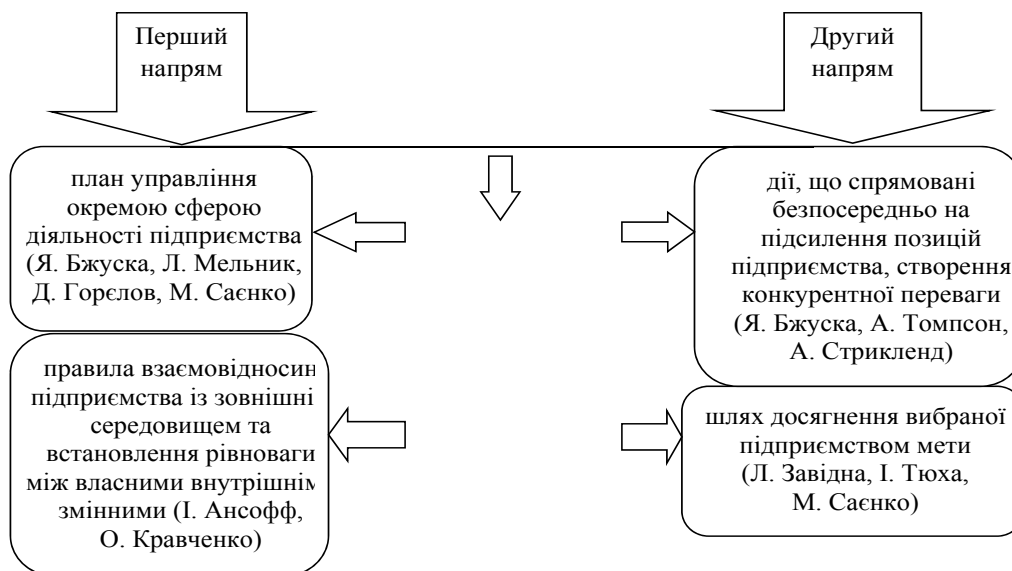 Перший
напрям
Другий
напрям
план управління
окремою сферою
діяльності підприємства
(Я. Бжуска, Л. Мельник,
Д. Горєлов, М. Саєнко)
дії, що спрямовані
безпосередньо на
підсилення позицій
підприємства, створення
конкурентної переваги
(Я. Бжуска, А. Томпсон,
А. Стрикленд)
правила взаємовідносин
підприємства із зовнішні
середовищем та
встановлення рівноваги
між власними внутрішнім
змінними (І. Ансофф,
О. Кравченко)
шлях досягнення вибраної
підприємством мети
(Л. Завідна, І. Тюха,
М. Саєнко)